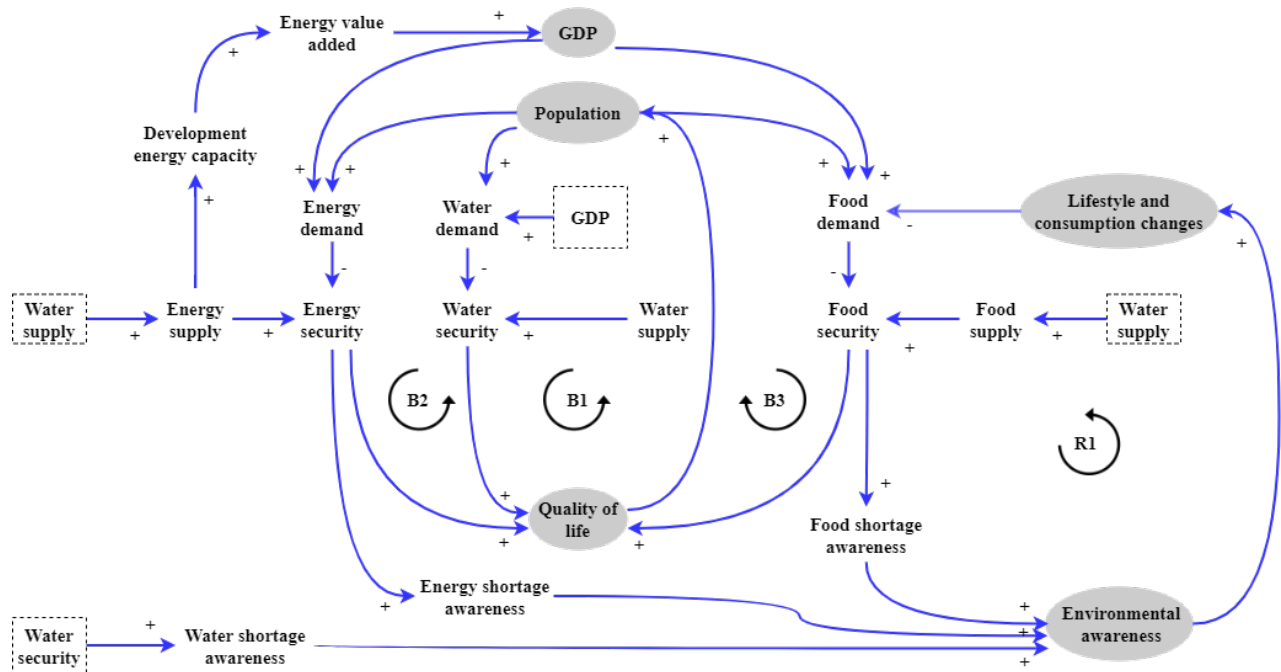 Energy value
added
+
GDP
+
Population
+
Development
energy capacity
+
+
+
+
+
+
+
Energy
demand
Water
demand
GDP
+
Food
demand
-
Lifestyle and
consumption changes
+
-
-
-
Water
supply
+
Energy
supply
+
Energy
security
Water
security
+
Water
supply
Food
security
+
Food
supply
+
Water
supply
B2
B1
B3
R1
+
+
Quality of
life
+
+
Food shortage
awareness
+
Energy shortage
awareness
+
+
+
Environmental
awareness
Water
security
+
Water shortage
awareness
+